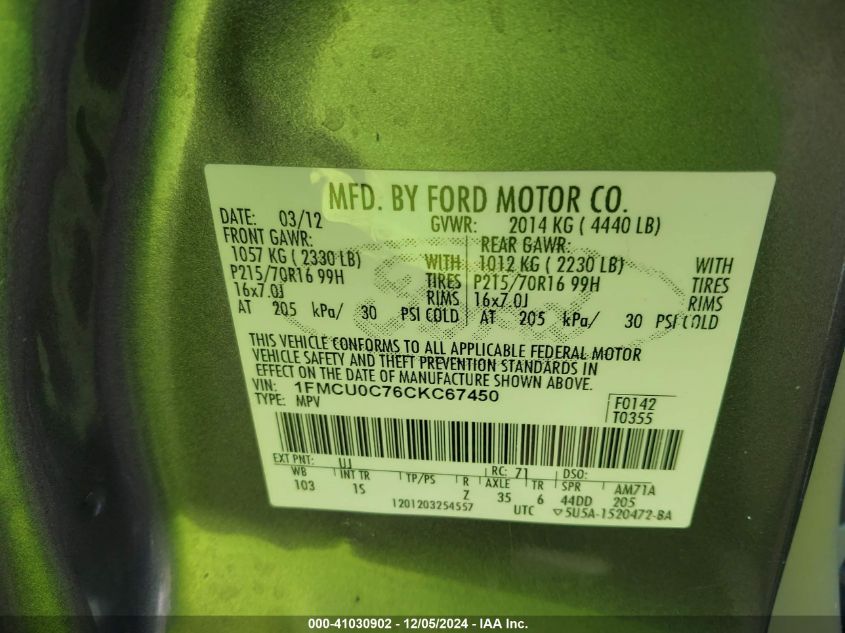 MFD. BY FORD MOTOR CO.
DATE: 03/12 GVWR: 2014 KG ( 4440 LB)
FRONT GAWR: REAR GAWR:
1057 KG ( 2330 LB) WITH 1012 KG ( 2230 LB) WITH
P215/70R16 99H TIRES P215/70R16 99H TIRES
16x7.0J RIMS 16x7.0J RIMS
AT 205 kPa/ 30 PSI COLD AT 205 kPa/ 30 PSI COLD
THIS VEHICLE CONFORMS TO ALL APPLICABLE FEDERAL MOTOR
VEHICLE SAFETY AND THEFT PREVENTION STANDARDS IN
EFFECT ON THE DATE OF MANUFACTURE SHOWN ABOVE.
VIN: 1FMCU0C76CKC67450
TYPE: MPV
F0142
T0355
EXT PNT: UJ RC: 71 DSO:
WB INT TR TP/PS R AXLE TR SPR AM71A
103 1S Z 35 6 44DD 205
1201203254557 UTC ▽5U5A-1520472-BA
000-41030902 - 12/05/2024 - IAA Inc.